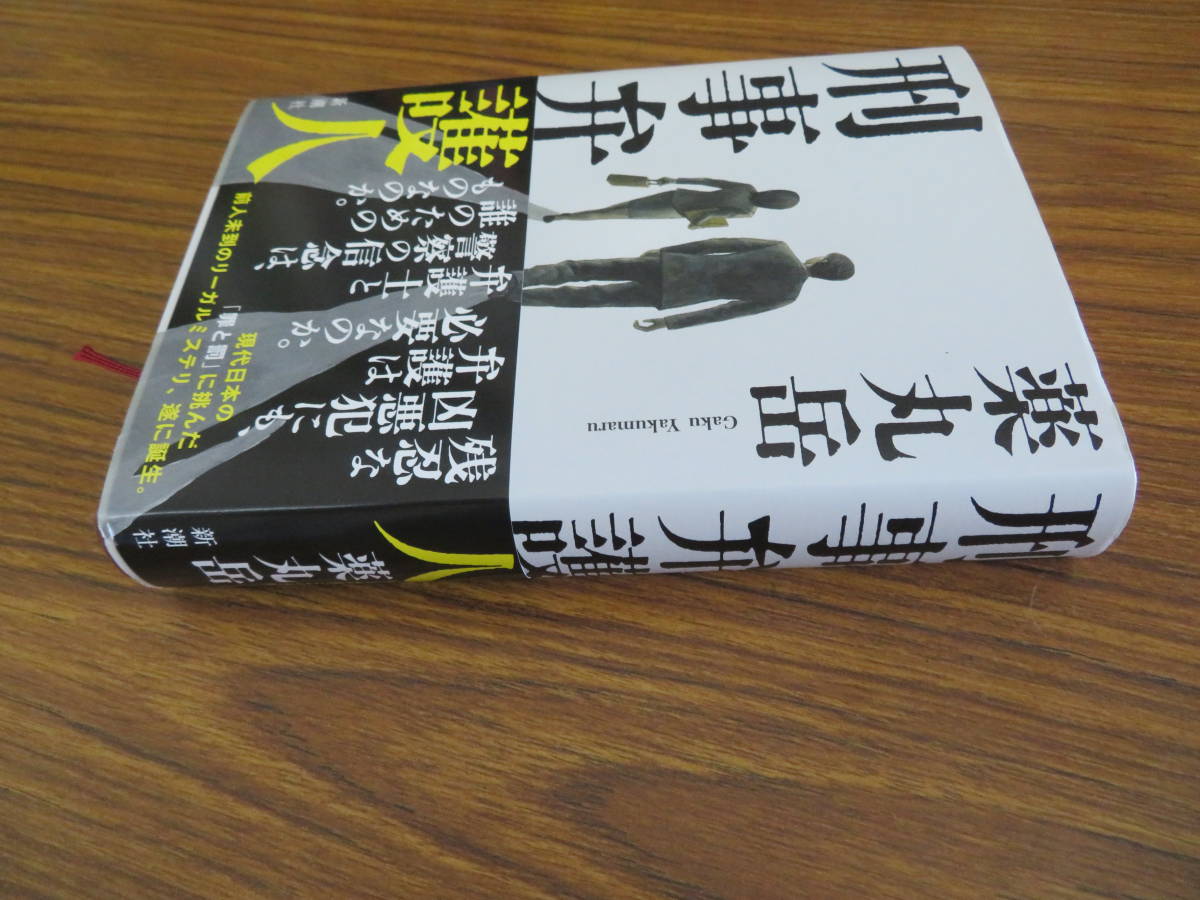 刑事弁
護人
薬丸岳
Gaku Yakumaru
残忍な
凶悪犯にも、
弁護は
必要なのか。
弁護士と
警察の信念は、
誰のための
ものなのか。
現代日本の
「罪と罰」に挑んだ
前人未到のリーガルミステリ、遂に誕生。
新潮社
刑事弁護人
薬丸岳
新潮社